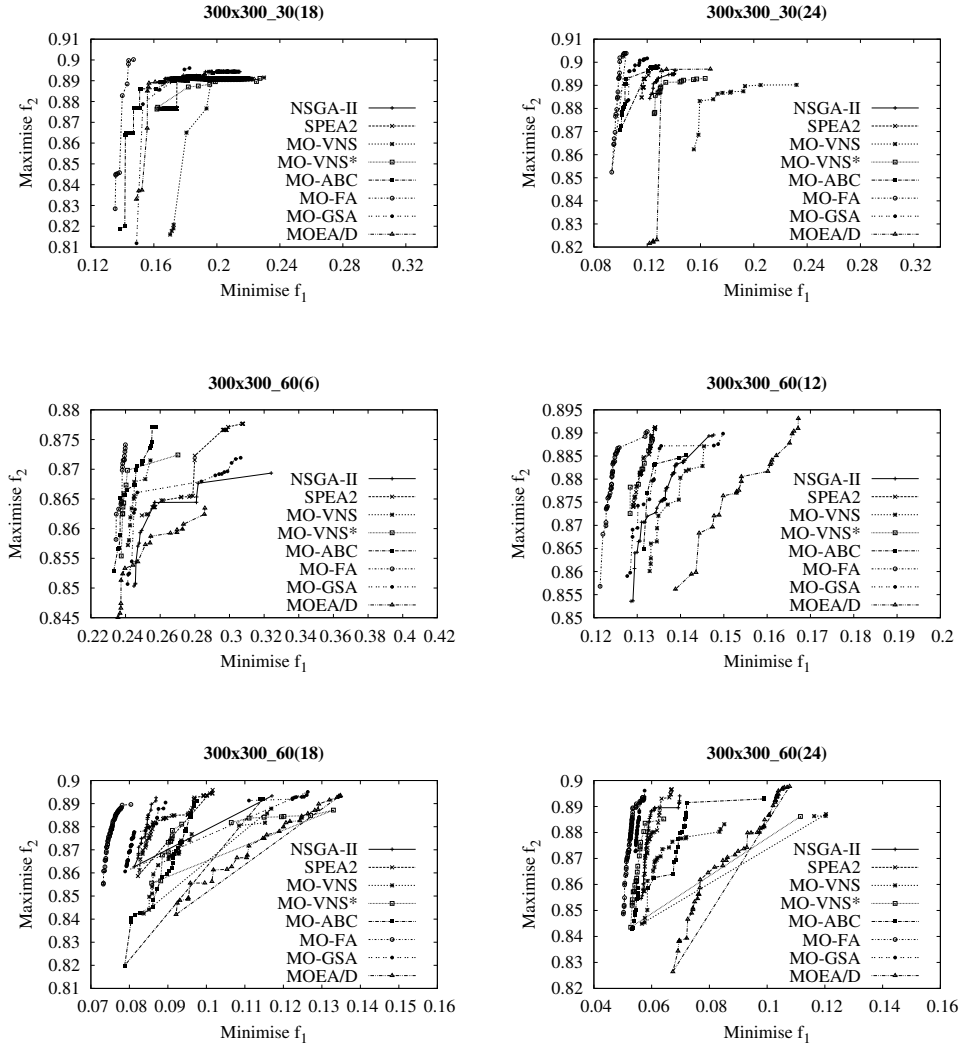 300x300_30(18)
Maximise f2
0.91
0.9
0.89
0.88
0.87
0.86
0.85
0.84
0.83
0.82
0.81
0.12 0.16 0.2 0.24 0.28 0.32
Minimise f1
NSGA-II
SPEA2
MO-VNS
MO-VNS*
MO-ABC
MO-FA
MO-GSA
MOEA/D
300x300_30(24)
Maximise f2
0.91
0.9
0.89
0.88
0.87
0.86
0.85
0.84
0.83
0.82
0.08 0.12 0.16 0.2 0.24 0.28 0.32
Minimise f1
NSGA-II
SPEA2
MO-VNS
MO-VNS*
MO-ABC
MO-FA
MO-GSA
MOEA/D
300x300_60(6)
Maximise f2
0.88
0.875
0.87
0.865
0.86
0.855
0.85
0.845
0.22 0.24 0.26 0.28 0.3 0.32 0.34 0.36 0.38 0.4 0.42
Minimise f1
NSGA-II
SPEA2
MO-VNS
MO-VNS*
MO-ABC
MO-FA
MO-GSA
MOEA/D
300x300_60(12)
Maximise f2
0.895
0.89
0.885
0.88
0.875
0.87
0.865
0.86
0.855
0.85
0.12 0.13 0.14 0.15 0.16 0.17 0.18 0.19 0.2
Minimise f1
NSGA-II
SPEA2
MO-VNS
MO-VNS*
MO-ABC
MO-FA
MO-GSA
MOEA/D
300x300_60(18)
Maximise f2
0.9
0.89
0.88
0.87
0.86
0.85
0.84
0.83
0.82
0.81
0.07 0.08 0.09 0.1 0.11 0.12 0.13 0.14 0.15 0.16
Minimise f1
NSGA-II
SPEA2
MO-VNS
MO-VNS*
MO-ABC
MO-FA
MO-GSA
MOEA/D
300x300_60(24)
Maximise f2
0.9
0.89
0.88
0.87
0.86
0.85
0.84
0.83
0.82
0.04 0.06 0.08 0.1 0.12 0.14 0.16
Minimise f1
NSGA-II
SPEA2
MO-VNS
MO-VNS*
MO-ABC
MO-FA
MO-GSA
MOEA/D